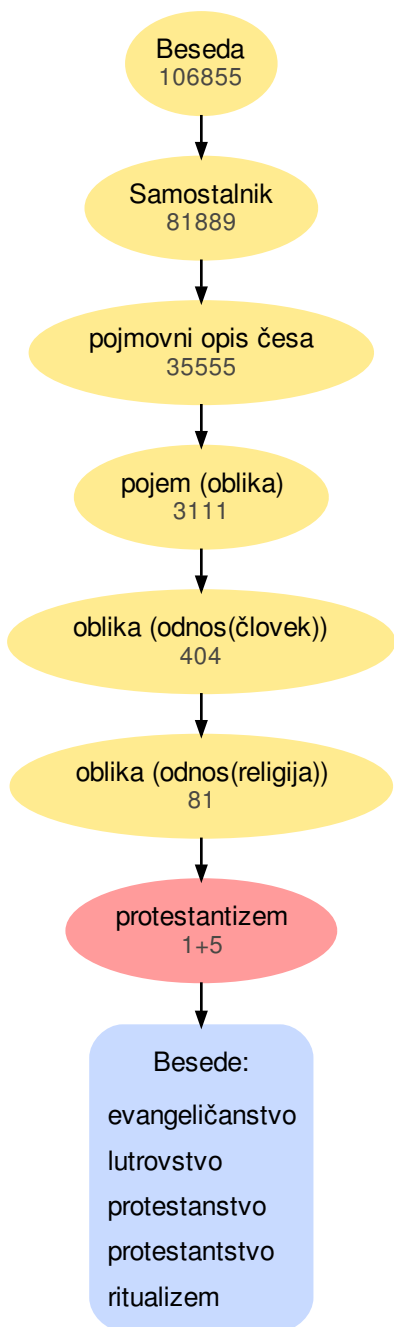 Beseda
106855
Samostalnik
81889
pojmovni opis česa
35555
pojem (oblika)
3111
oblika (odnos(človek))
404
oblika (odnos(religija))
81
protestantizem
1+5
Besede:
evangeličanstvo
lutrovstvo
protestanstvo
protestantstvo
ritualizem